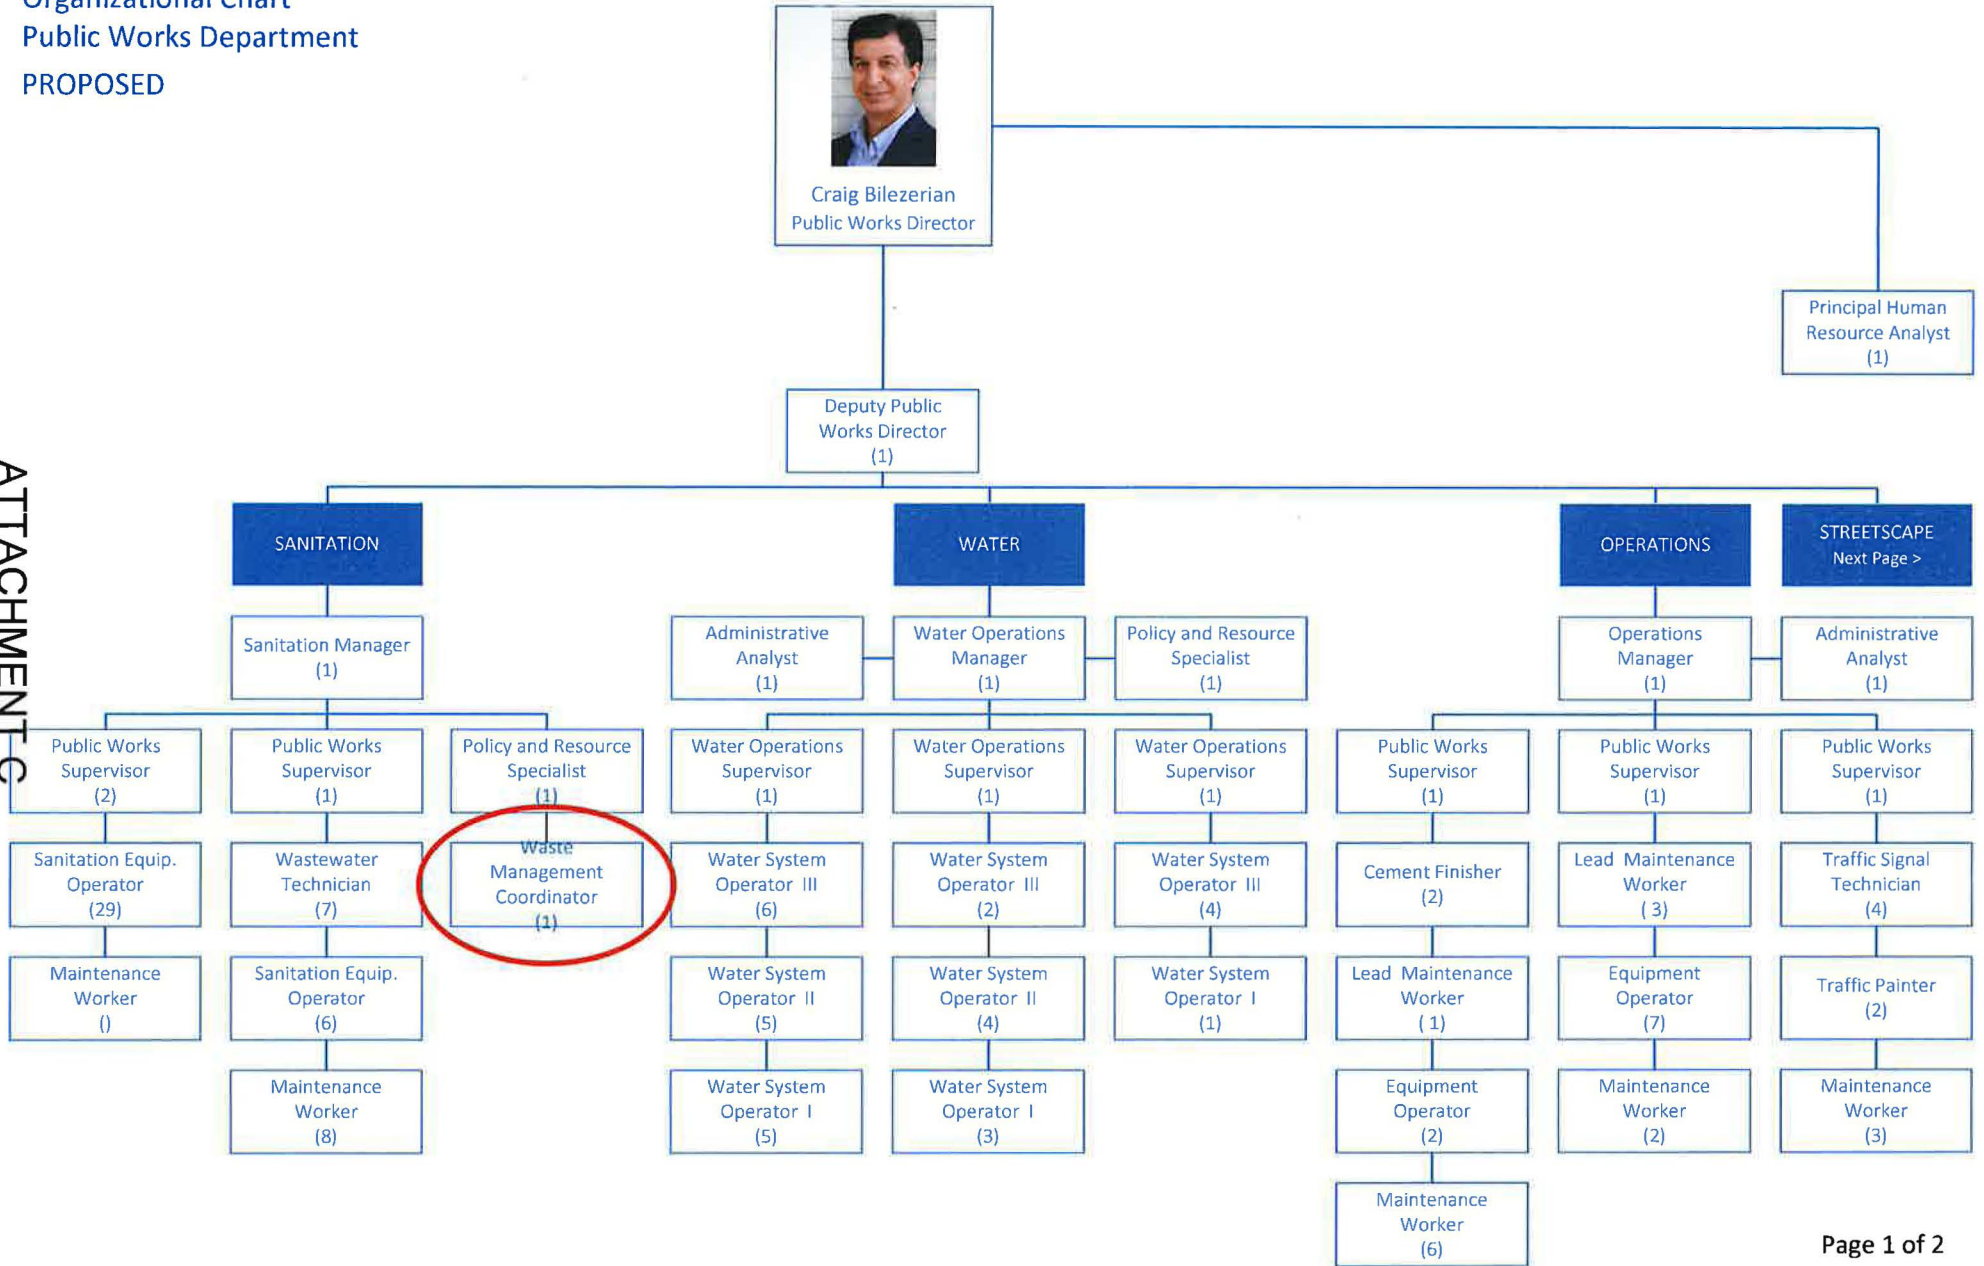 Organizational Chart
Public Works Department
PROPOSED
Craig Bilezerian
Public Works Director
Principal Human
Resource Analyst
(1)
Deputy Public
Works Director
(1)
ATTACHMENT C
SANITATION
WATER
OPERATIONS
STREETSCAPE
Next Page >
Sanitation Manager
(1)
Administrative
Analyst
(1)
Water Operations
Manager
(1)
Policy and Resource
Specialist
(1)
Operations
Manager
(1)
Administrative
Analyst
(1)
Public Works
Supervisor
(2)
Public Works
Supervisor
(1)
Policy and Resource
Specialist
(1)
Water Operations
Supervisor
(1)
Water Operations
Supervisor
(1)
Water Operations
Supervisor
(1)
Public Works
Supervisor
(1)
Public Works
Supervisor
(1)
Public Works
Supervisor
(1)
Sanitation Equip.
Operator
(29)
Wastewater
Technician
(7)
Waste
Management
Coordinator
(1)
Water System
Operator III
(6)
Water System
Operator III
(2)
Water System
Operator III
(4)
Cement Finisher
(2)
Lead Maintenance
Worker
( 3)
Traffic Signal
Technician
(4)
Maintenance
Worker
()
Sanitation Equip.
Operator
(6)
Water System
Operator II
(5)
Water System
Operator II
(4)
Water System
Operator I
(1)
Lead Maintenance
Worker
( 1)
Equipment
Operator
(7)
Traffic Painter
(2)
Maintenance
Worker
(8)
Water System
Operator I
(5)
Water System
Operator I
(3)
Equipment
Operator
(2)
Maintenance
Worker
(2)
Maintenance
Worker
(3)
Maintenance
Worker
(6)
Page 1 of 2